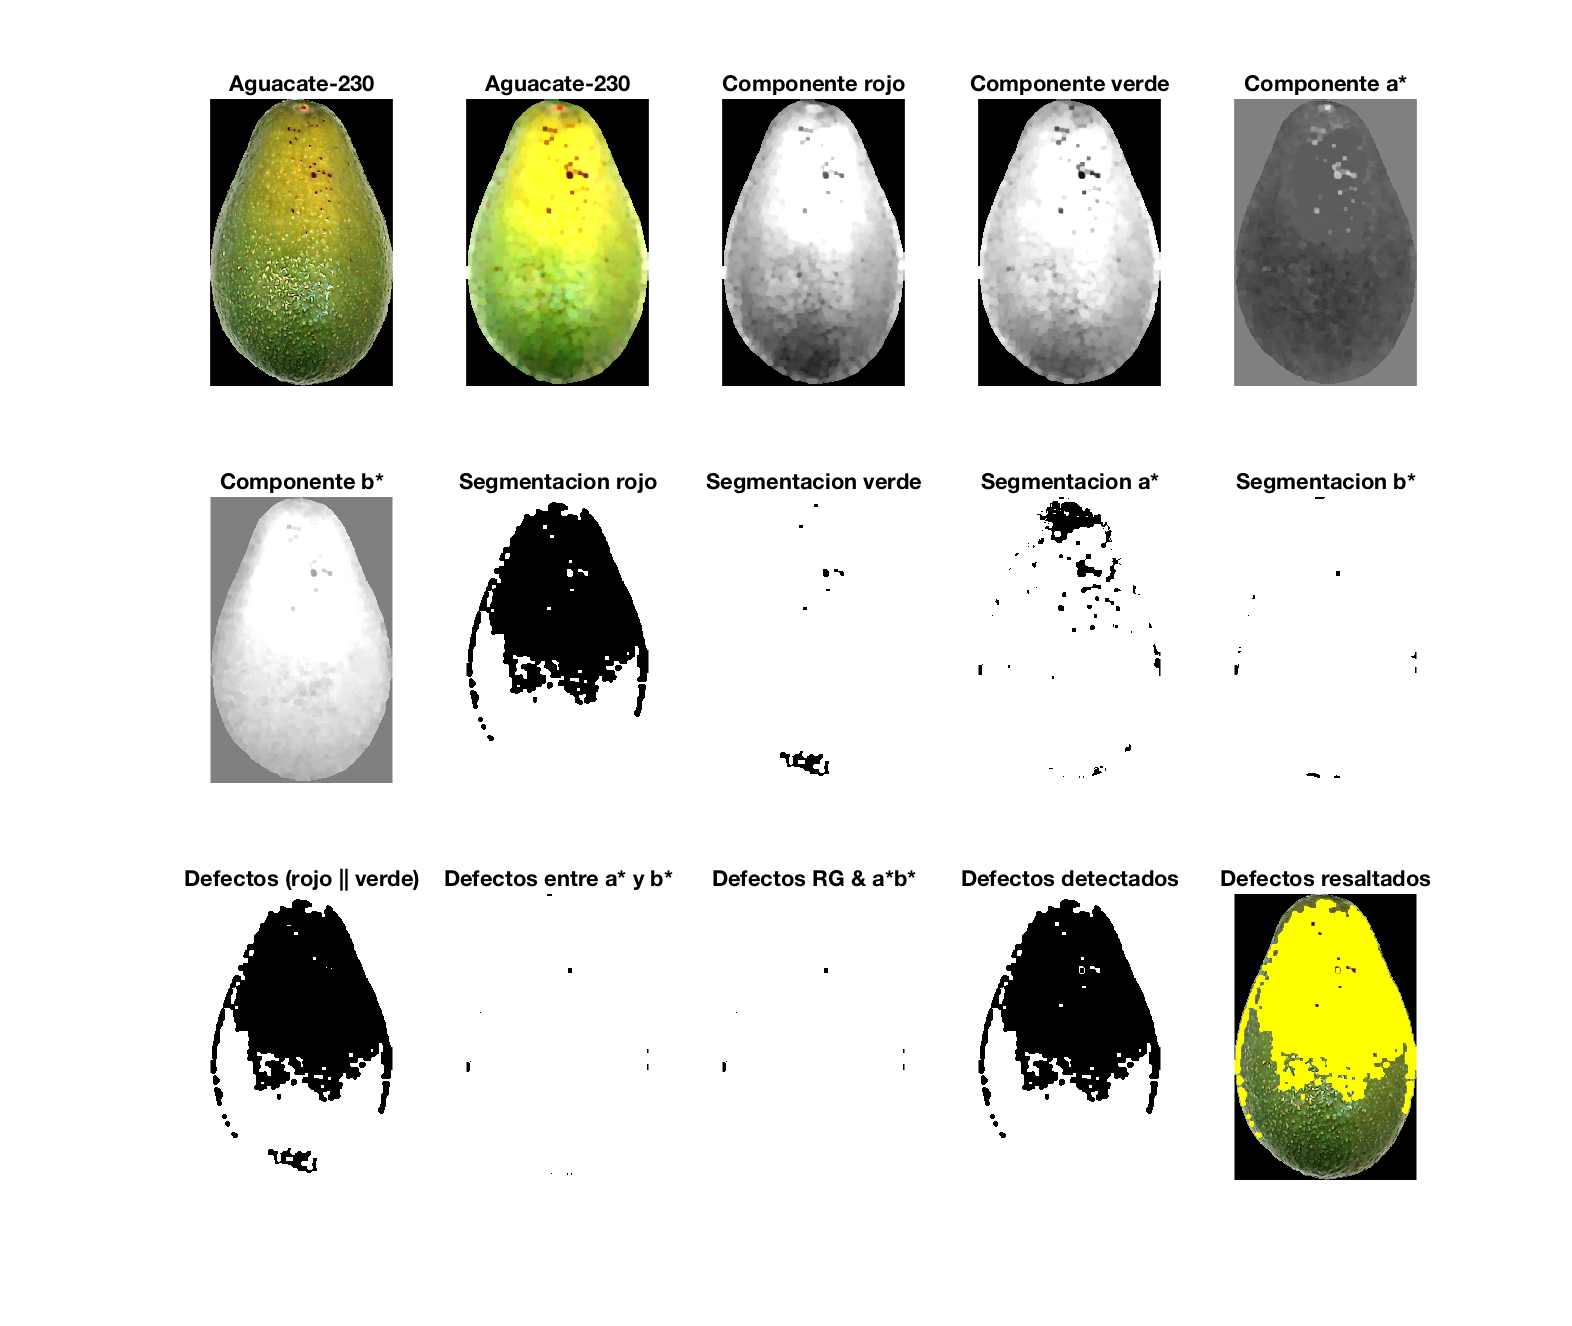 Aguacate-230
Aguacate-230
Componente rojo
Componente verde
Componente a*
Componente b*
Segmentacion rojo
Segmentacion verde
Segmentacion a*
Segmentacion b*
Defectos (rojo || verde)
Defectos entre a* y b*
Defectos RG & a*b*
Defectos detectados
Defectos resaltados